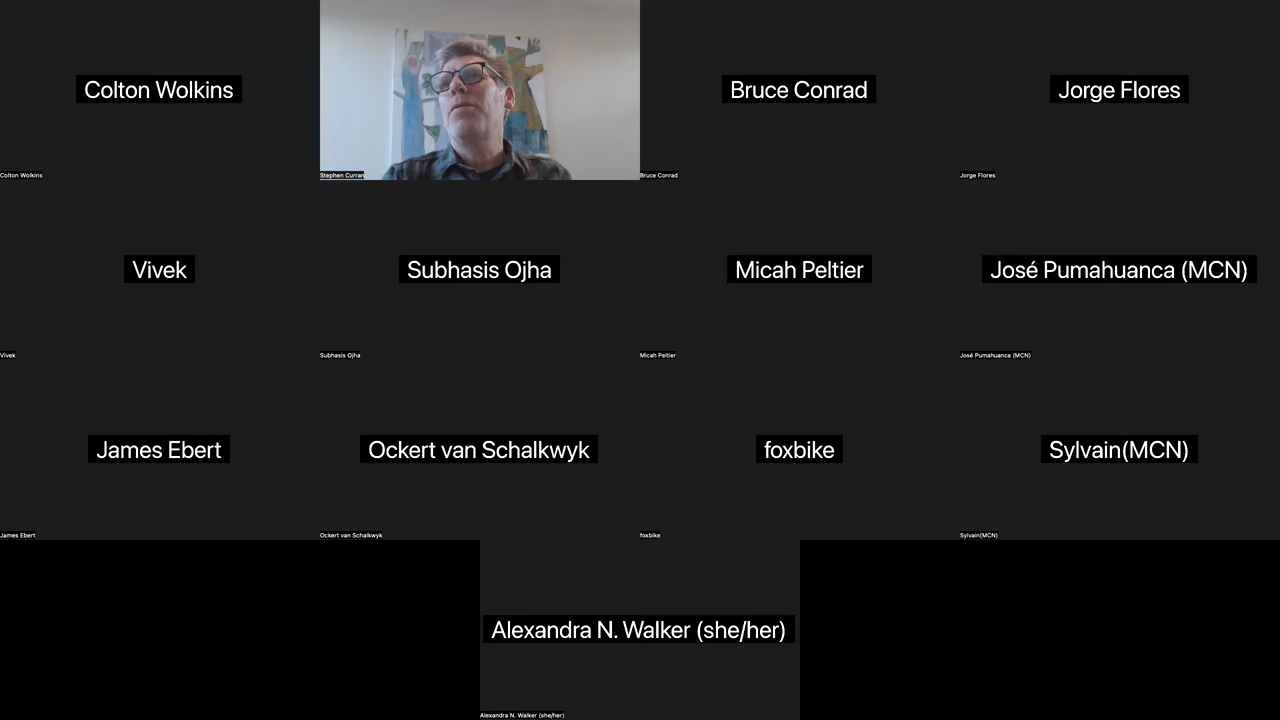 Colton Wolkins
Bruce Conrad
Jorge Flores
Colton Wolkins
Stephen Curran
Bruce Conrad
Jorge Flores
Vivek
Subhasis Ojha
Micah Peltier
José Pumahuanca (MCN)
Vivek
Subhasis Ojha
Micah Peltier
José Pumahuanca (MCN)
James Ebert
Ockert van Schalkwyk
foxbike
Sylvain(MCN)
James Ebert
Ockert van Schalkwyk
foxbike
Sylvain(MCN)
Alexandra N. Walker (she/her)
Alexandra N. Walker (she/her)